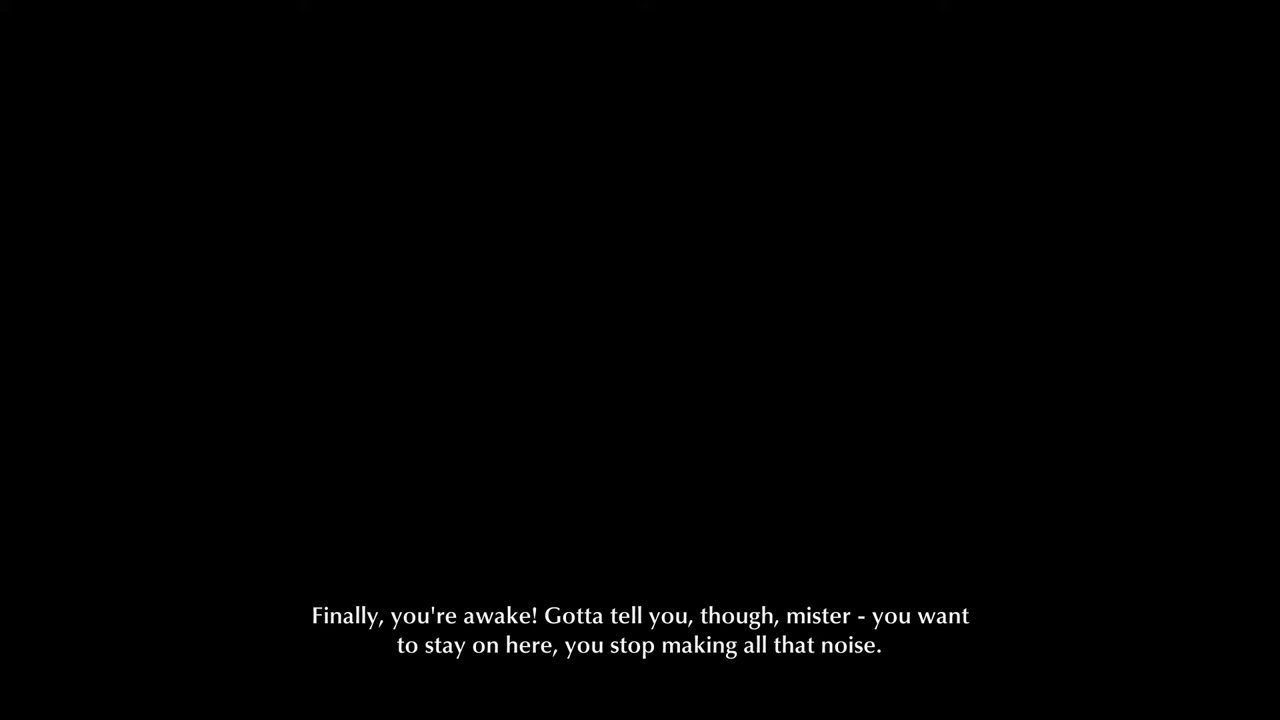 Finally, you're awake! Gotta tell you, though, mister - you want
to stay on here, you stop making all that noise.